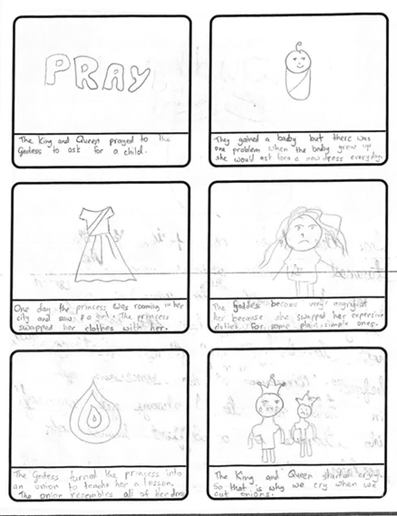 PRAY
The King and Queen prayed to the
Godess to ask for a child.
They gained a baby but there was
one problem when the baby grew up
she would ask for a new dress everyday
One day the princess was roaming in her
city and saw a girl. The princess
swapped her clothes with her.
The Goddes became very angry at
her because she swapped her expensive
clothes For some plain simple ones.
The Godess turned the princess into
an onion to teach her a lesson.
The onion resembles all of her dress
The King and Queen started crying
So that is why we cry when we
cut onions.